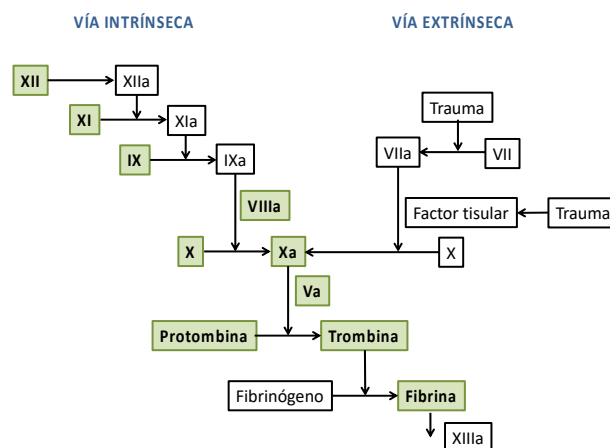 VÍA INTRÍNSECA
VÍA EXTRÍNSECA
XII
XIIa
XI
XIa
IX
IXa
VIIIa
X
Xa
Va
Trauma
VIIa
VII
Factor tisular
Trauma
X
Protombina
Trombina
Fibrinógeno
Fibrina
XIIIa